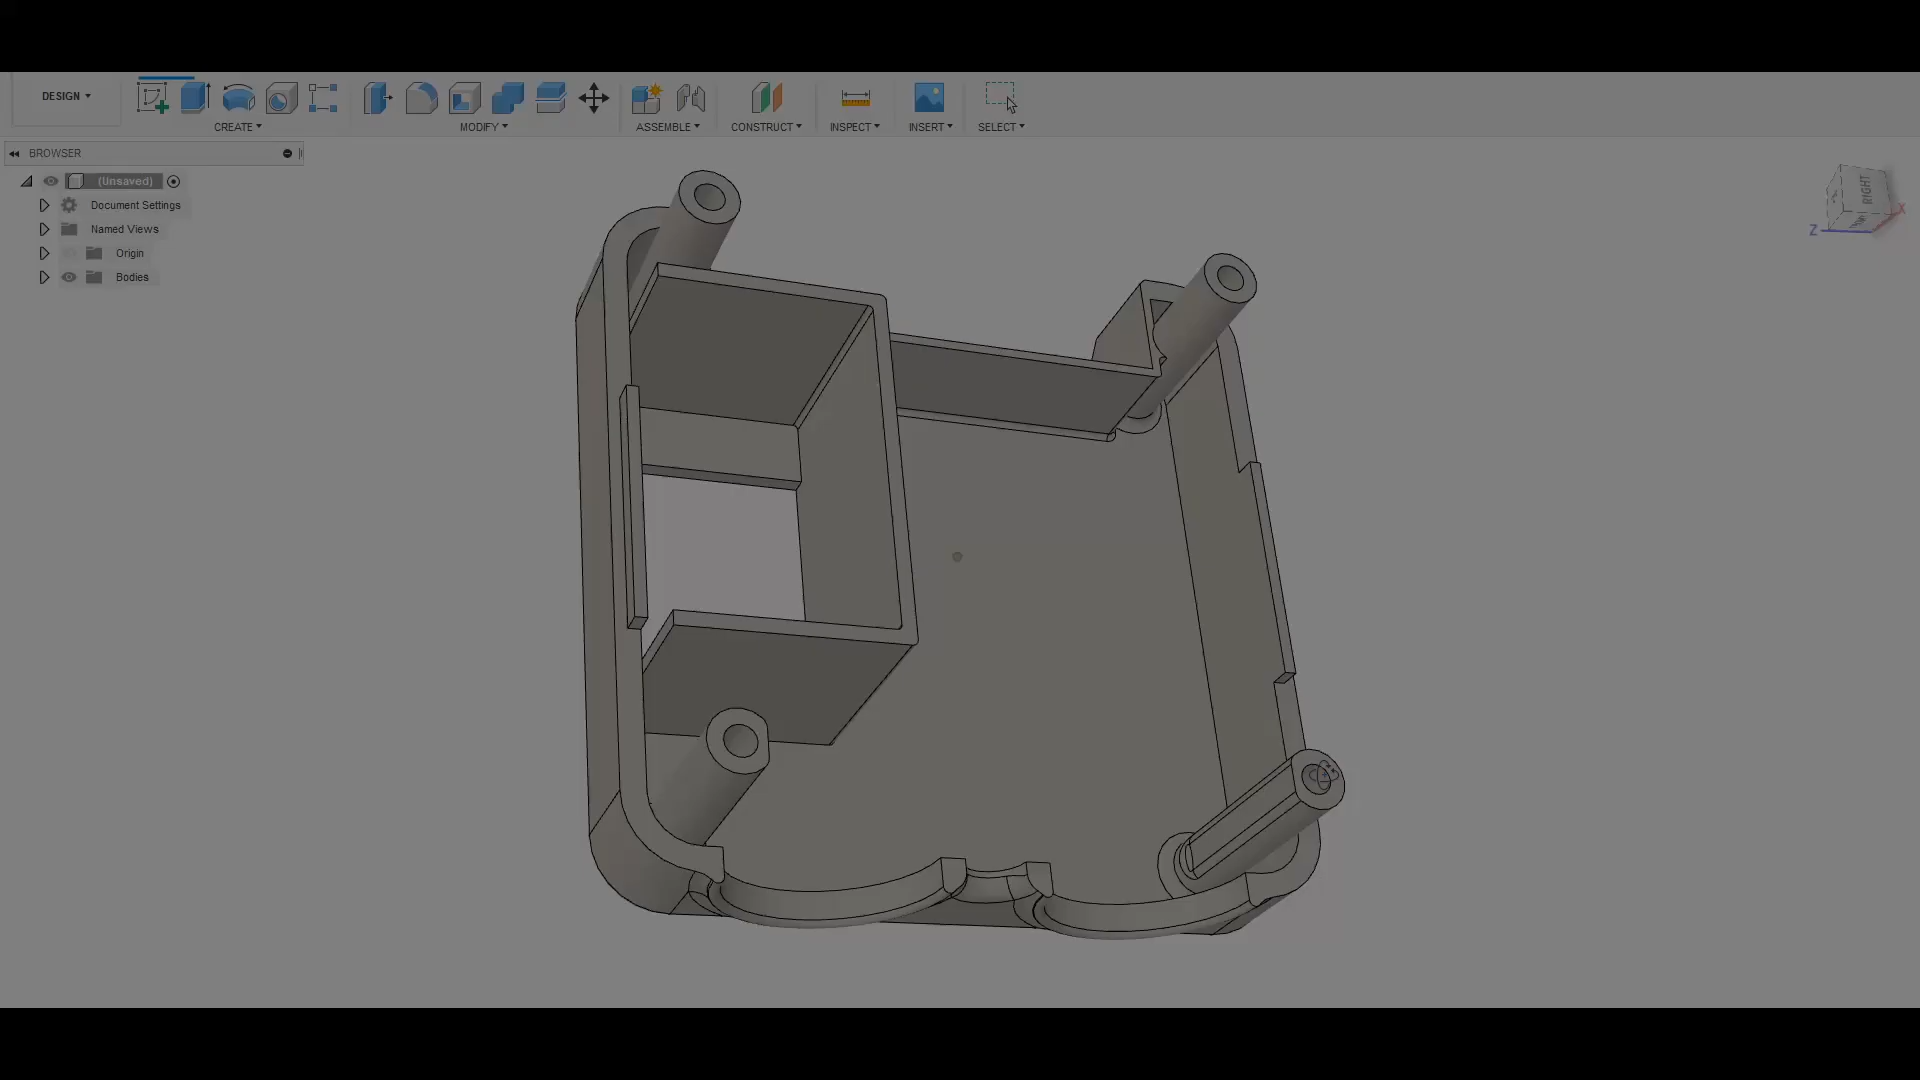 DESIGN
CREATE
MODIFY
ASSEMBLE
CONSTRUCT
INSPECT
INSERT
SELECT
BROWSER
(Unsaved)
Document Settings
Named Views
Origin
Bodies
RIGHT
Z
X